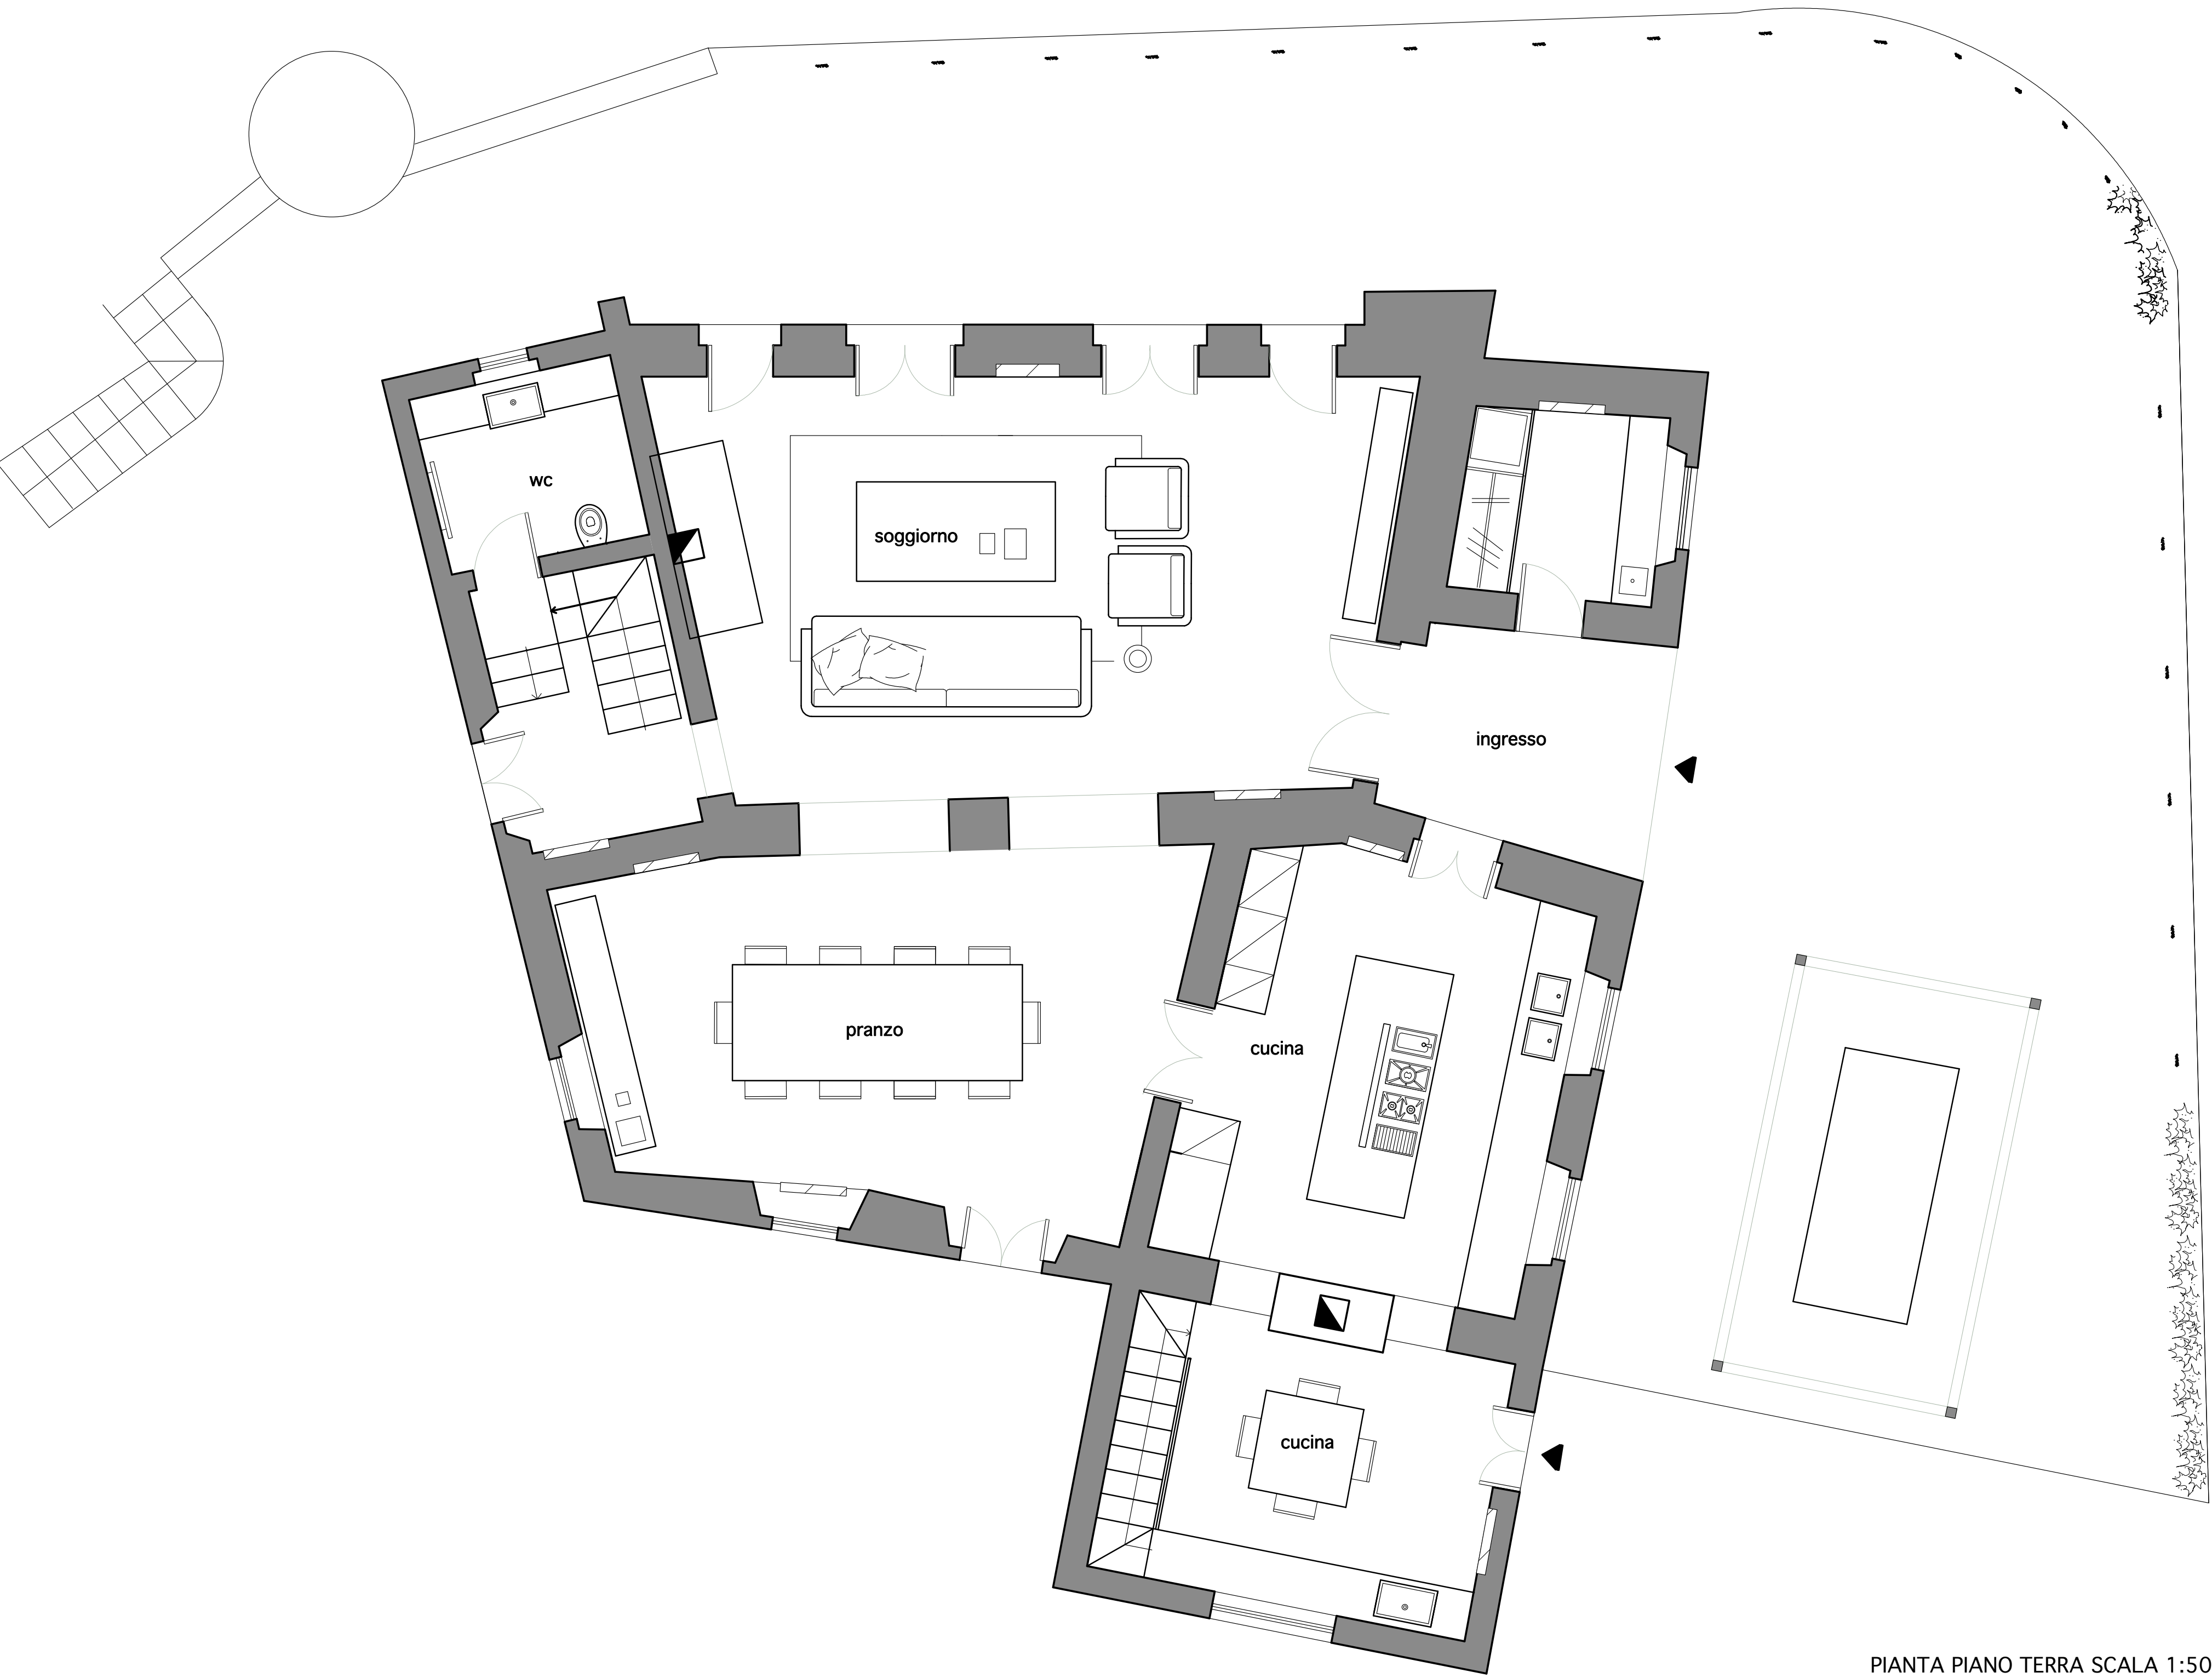 wc
soggiorno
ingresso
pranzo
cucina
cucina
PIANTA PIANO TERRA SCALA 1:50